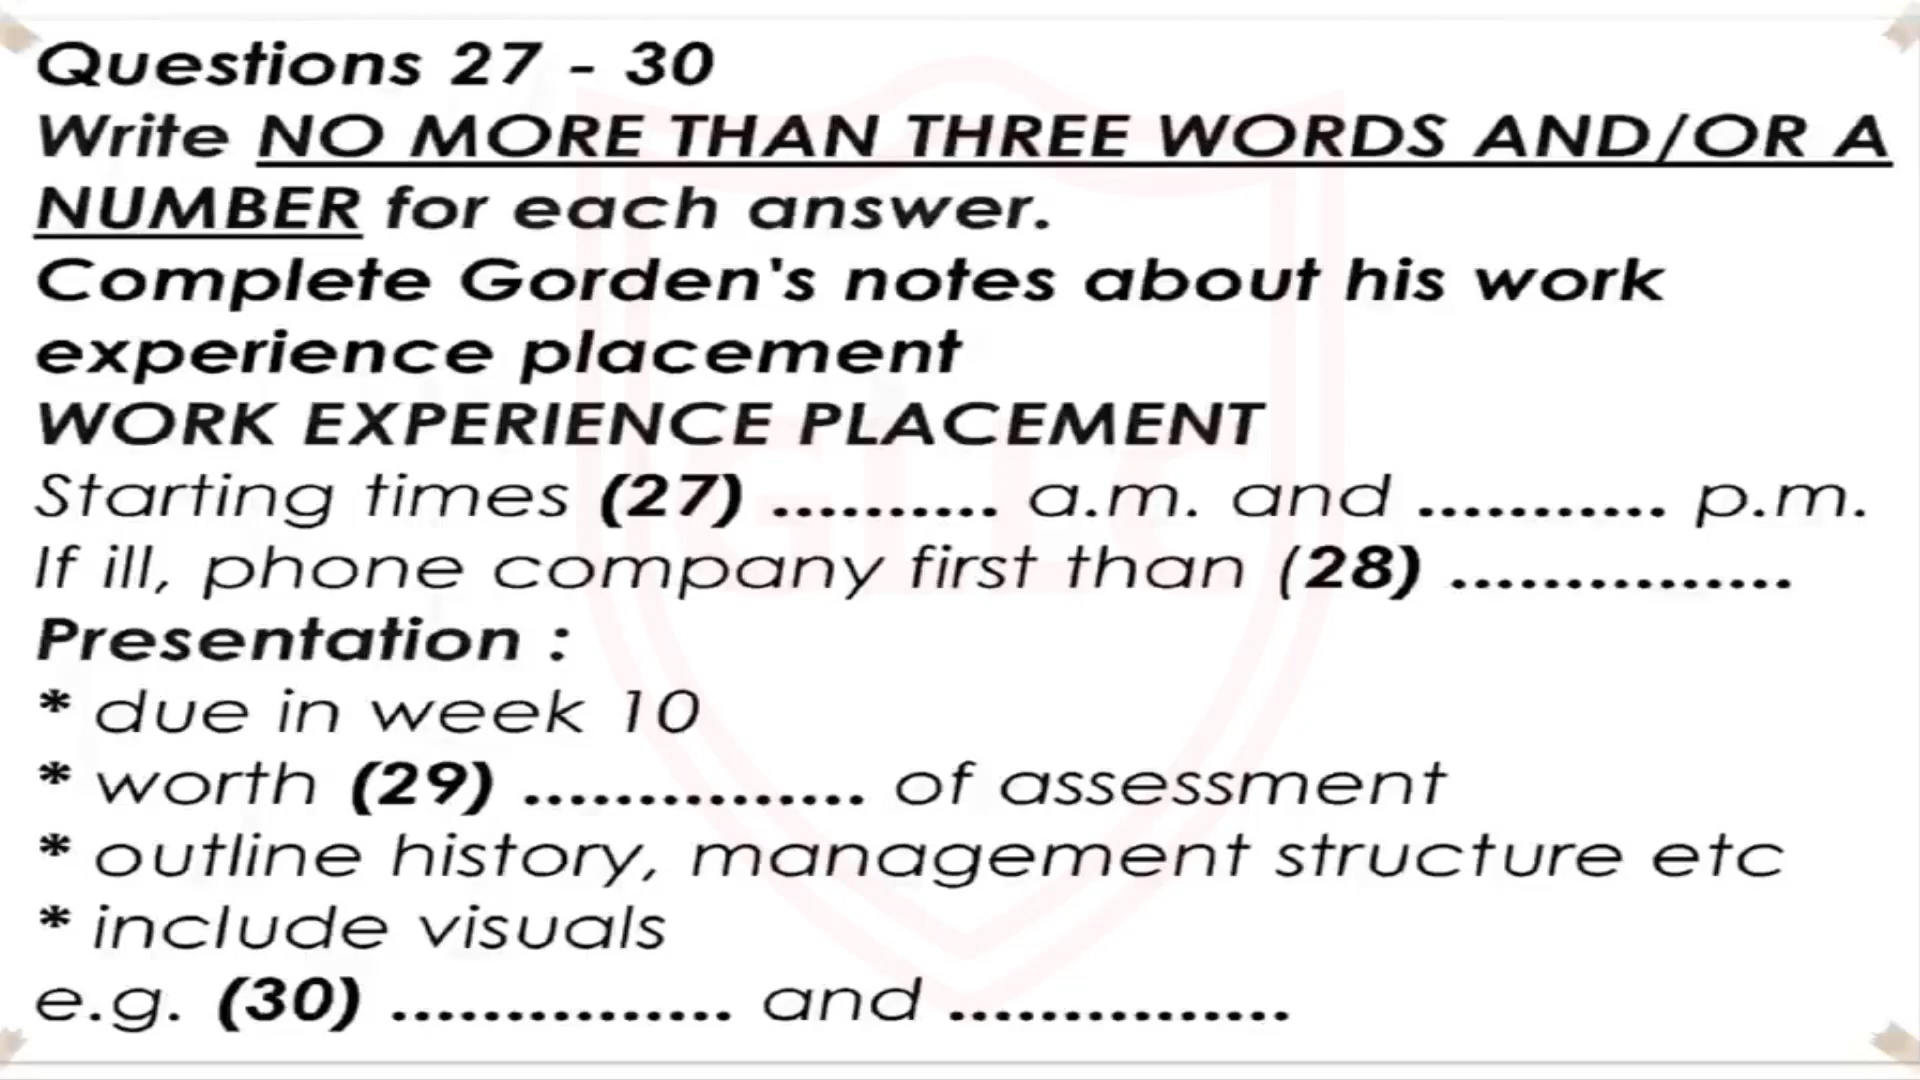 Questions 27 - 30
Write NO MORE THAN THREE WORDS AND/OR A
NUMBER for each answer.
Complete Gorden's notes about his work
experience placement
WORK EXPERIENCE PLACEMENT
Starting times (27) .......... a.m. and ........... p.m.
If ill, phone company first than (28) ...............
Presentation :
* due in week 10
* worth (29) ............... of assessment
* outline history, management structure etc
* include visuals
e.g. (30) ............... and ...............